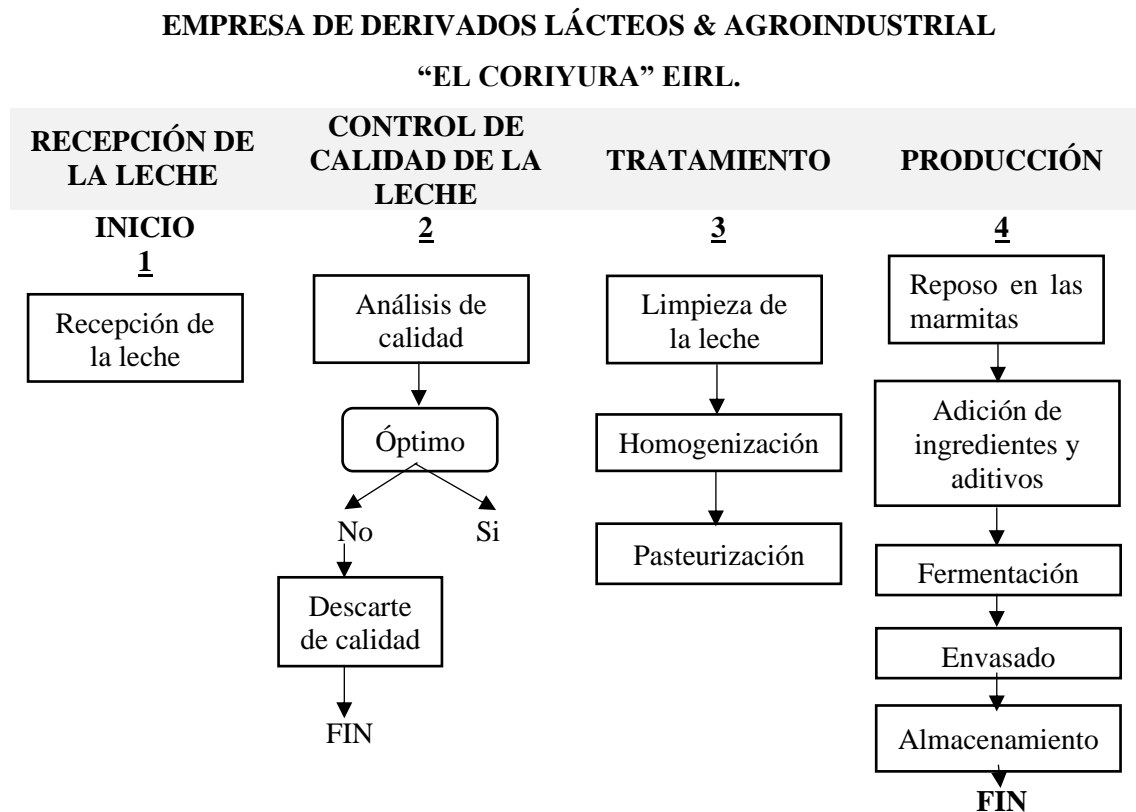 EMPRESA DE DERIVADOS LÁCTEOS & AGROINDUSTRIAL
“EL CORIYURA” EIRL.
RECEPCIÓN DE
LA LECHE
CONTROL DE
CALIDAD DE LA
LECHE
TRATAMIENTO
PRODUCCIÓN
INICIO
1
Recepción de
la leche
2
Análisis de
calidad
Óptimo
No
Si
Descarte
de calidad
FIN
3
Limpieza de
la leche
Homogenización
Pasteurización
4
Reposo en las
marmitas
Adición de
ingredientes y
aditivos
Fermentación
Envasado
Almacenamiento
FIN